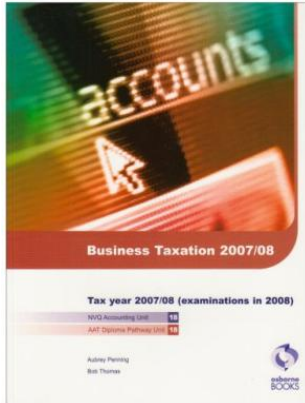 accounts
Business Taxation 2007/08
Tax year 2007/08 (examinations in 2008)
NVQ Accounting Unit 18
AAT Diploma Pathway Unit 18
Aubrey Penning
Bob Thomas
osborne
BOOKS